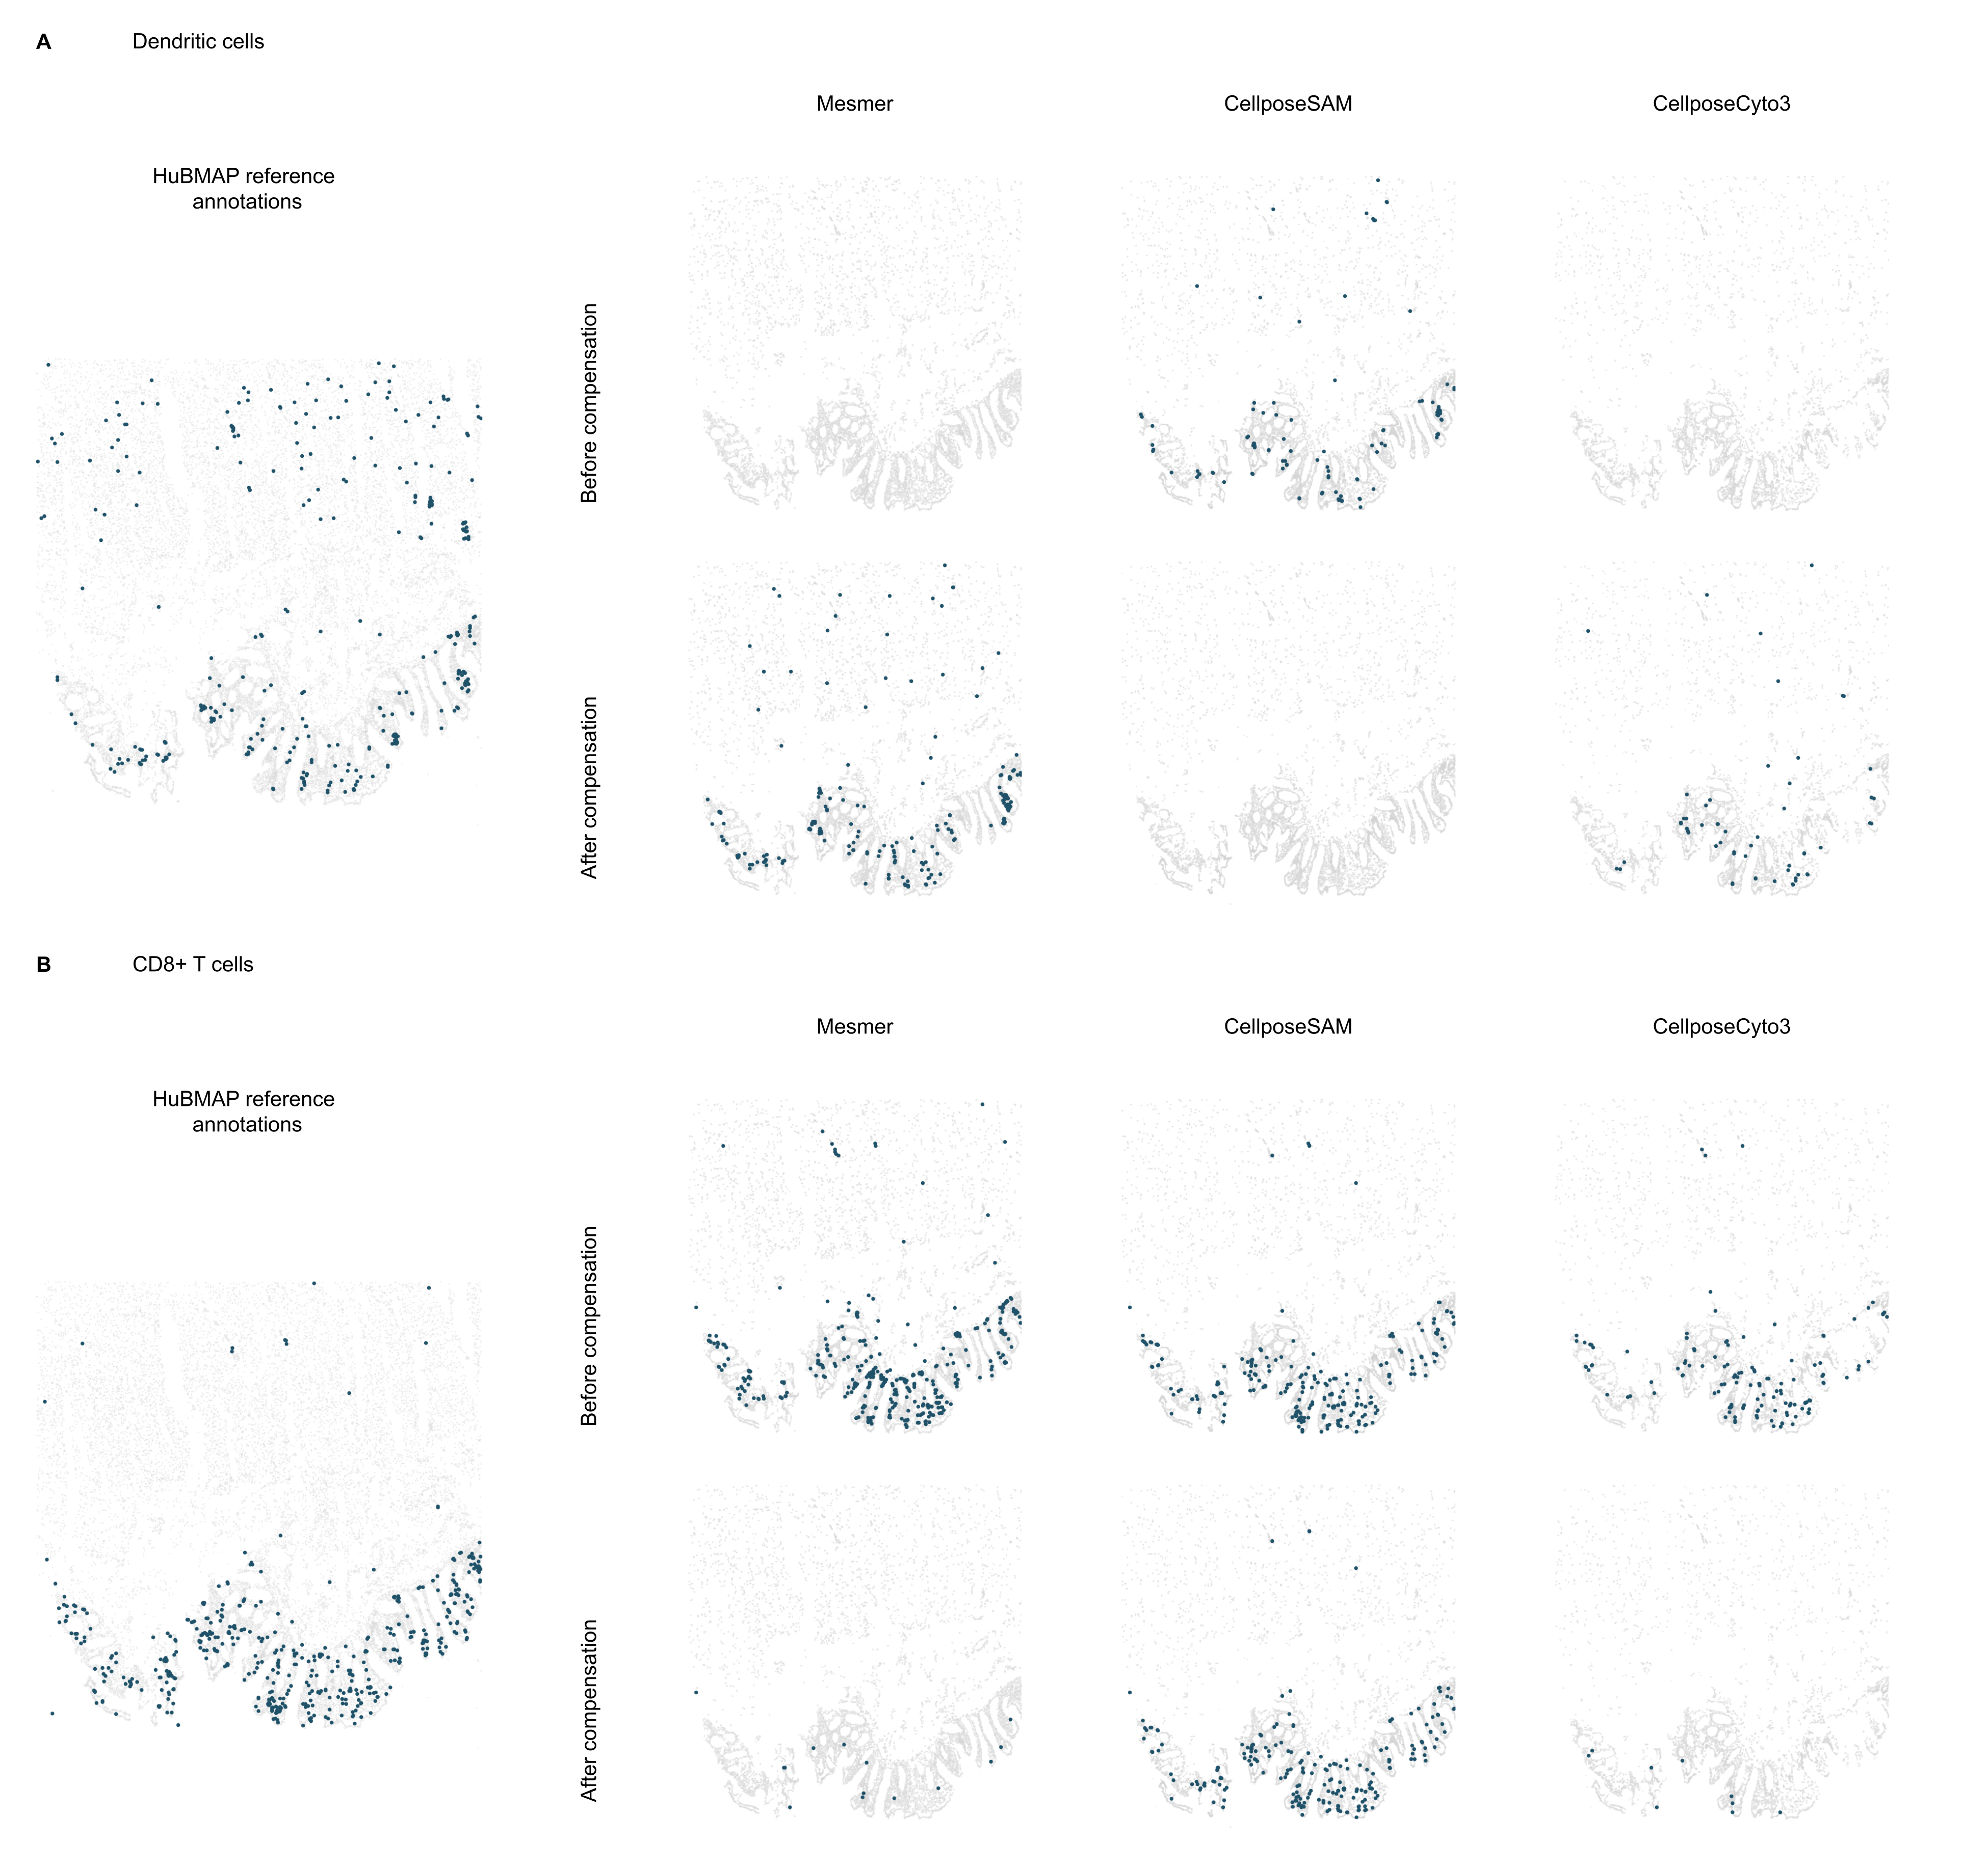 A Dendritic cells
Mesmer CellposeSAM CellposeCyto3
HuBMAP reference
annotations
Before compensation
After compensation
B CD8+ T cells
Mesmer CellposeSAM CellposeCyto3
HuBMAP reference
annotations
Before compensation
After compensation